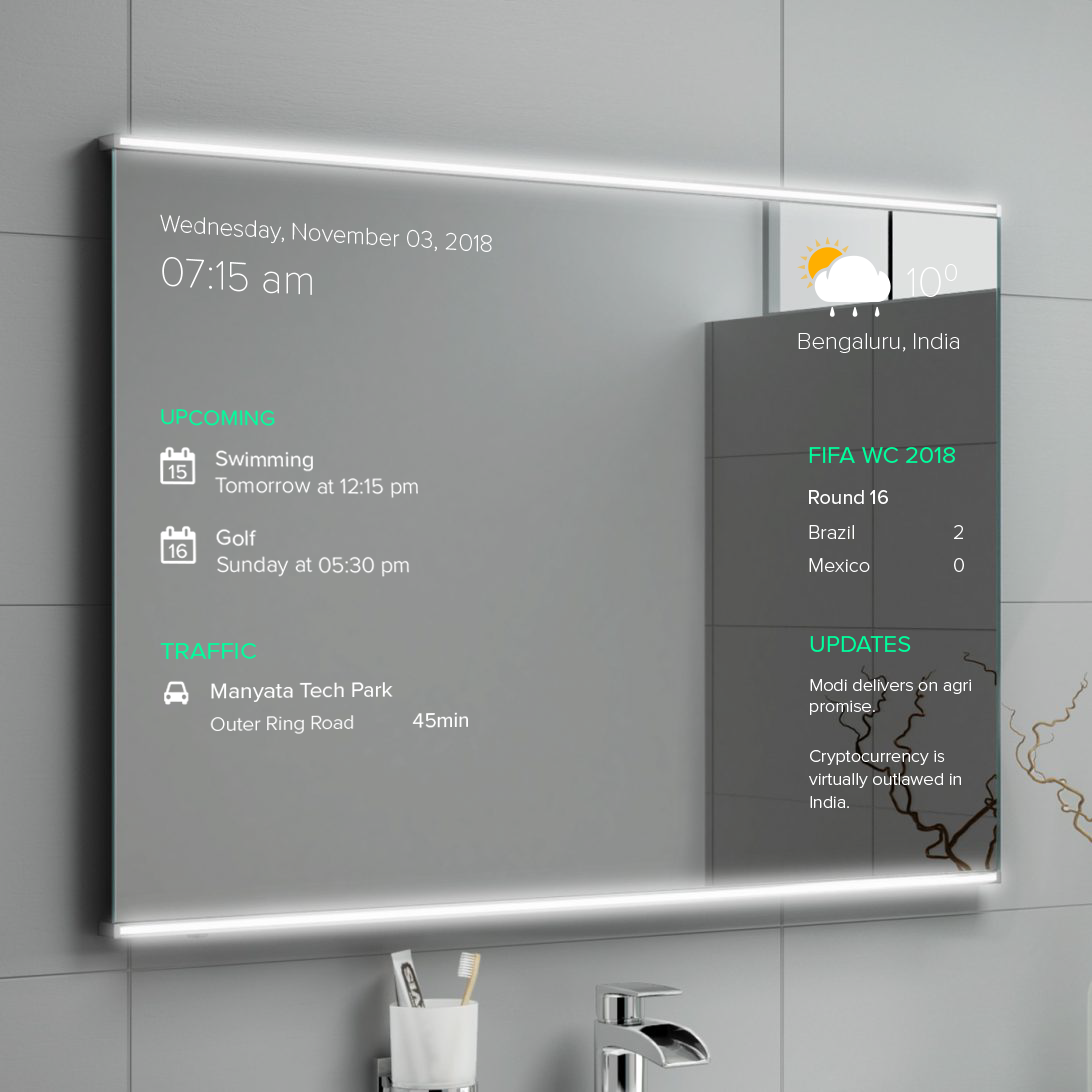 Wednesday, November 03, 2018
07:15 am
10⁰
Bengaluru, India
UPCOMING
15
Swimming
Tomorrow at 12:15 pm
16
Golf
Sunday at 05:30 pm
TRAFFIC
Manyata Tech Park
Outer Ring Road 45min
FIFA WC 2018
Round 16
Brazil 2
Mexico 0
UPDATES
Modi delivers on agri
promise.
Cryptocurrency is
virtually outlawed in
India.